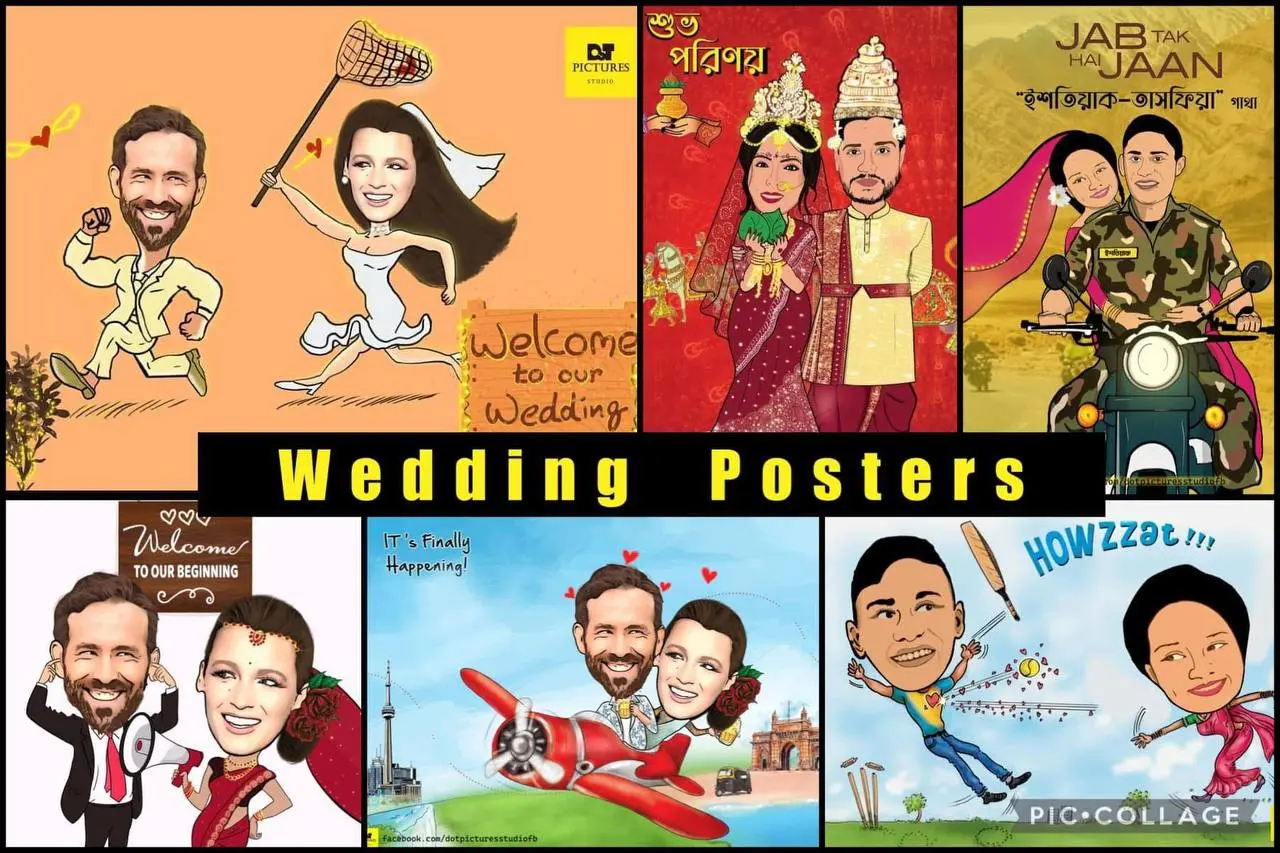 DOT
PICTURES
STUDIO
Welcome
to our
Wedding
শুভ
পরিণয়
JAB TAK
HAI JAAN
"ইশতিয়াক-তাসফিয়া" গাথা
ইশতিয়াক
Wedding Posters
Welcome
TO OUR BEGINNING
IT's Finally
Happening!
facebook.com/dotpicturesstudiofb
HOWZZat !!!
PIC•COLLAGE